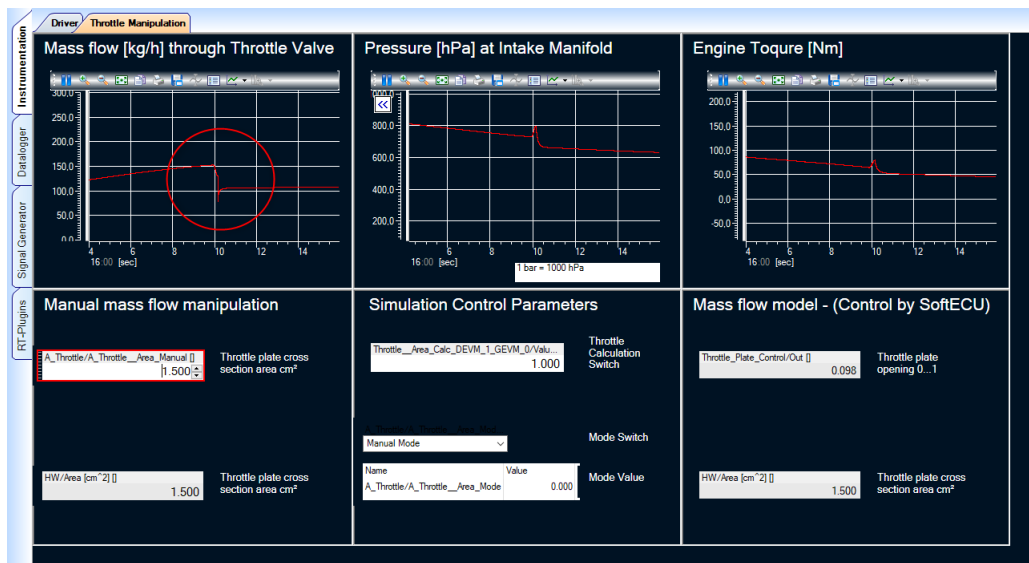 Driver
Throttle Manipulation
Instrumentation
Datalogger
Signal Generator
RT-Plugins
Mass flow [kg/h] through Throttle Valve
300,0
250,0
200,0
150,0
100,0
50,0
0,0
4 6 8 10 12 14
16:00 [sec]
Pressure [hPa] at Intake Manifold
800,0
600,0
400,0
200,0
6 8 10 12 14
16:00 [sec]
1 bar = 1000 hPa
Engine Toqure [Nm]
200,0
150,0
100,0
50,0
0,0
-50,0
4 6 8 10 12 14
16:00 [sec]
Manual mass flow manipulation
A_Throttle/A_Throttle__Area_Manual []
1.500
Throttle plate cross
section area cm²
HW/Area [cm^2] []
1.500
Throttle plate cross
section area cm²
Simulation Control Parameters
Throttle__Area_Calc_DEVM_1_GEVM_0/Valu...
1.000
Throttle
Calculation
Switch
A_Throttle/A_Throttle__Area_Mod...
Manual Mode
Mode Switch
Name Value
A_Throttle/A_Throttle__Area_Mode 0.000
Mode Value
Mass flow model - (Control by SoftECU)
Throttle_Plate_Control/Out []
0.098
Throttle plate
opening 0...1
HW/Area [cm^2] []
1.500
Throttle plate cross
section area cm²